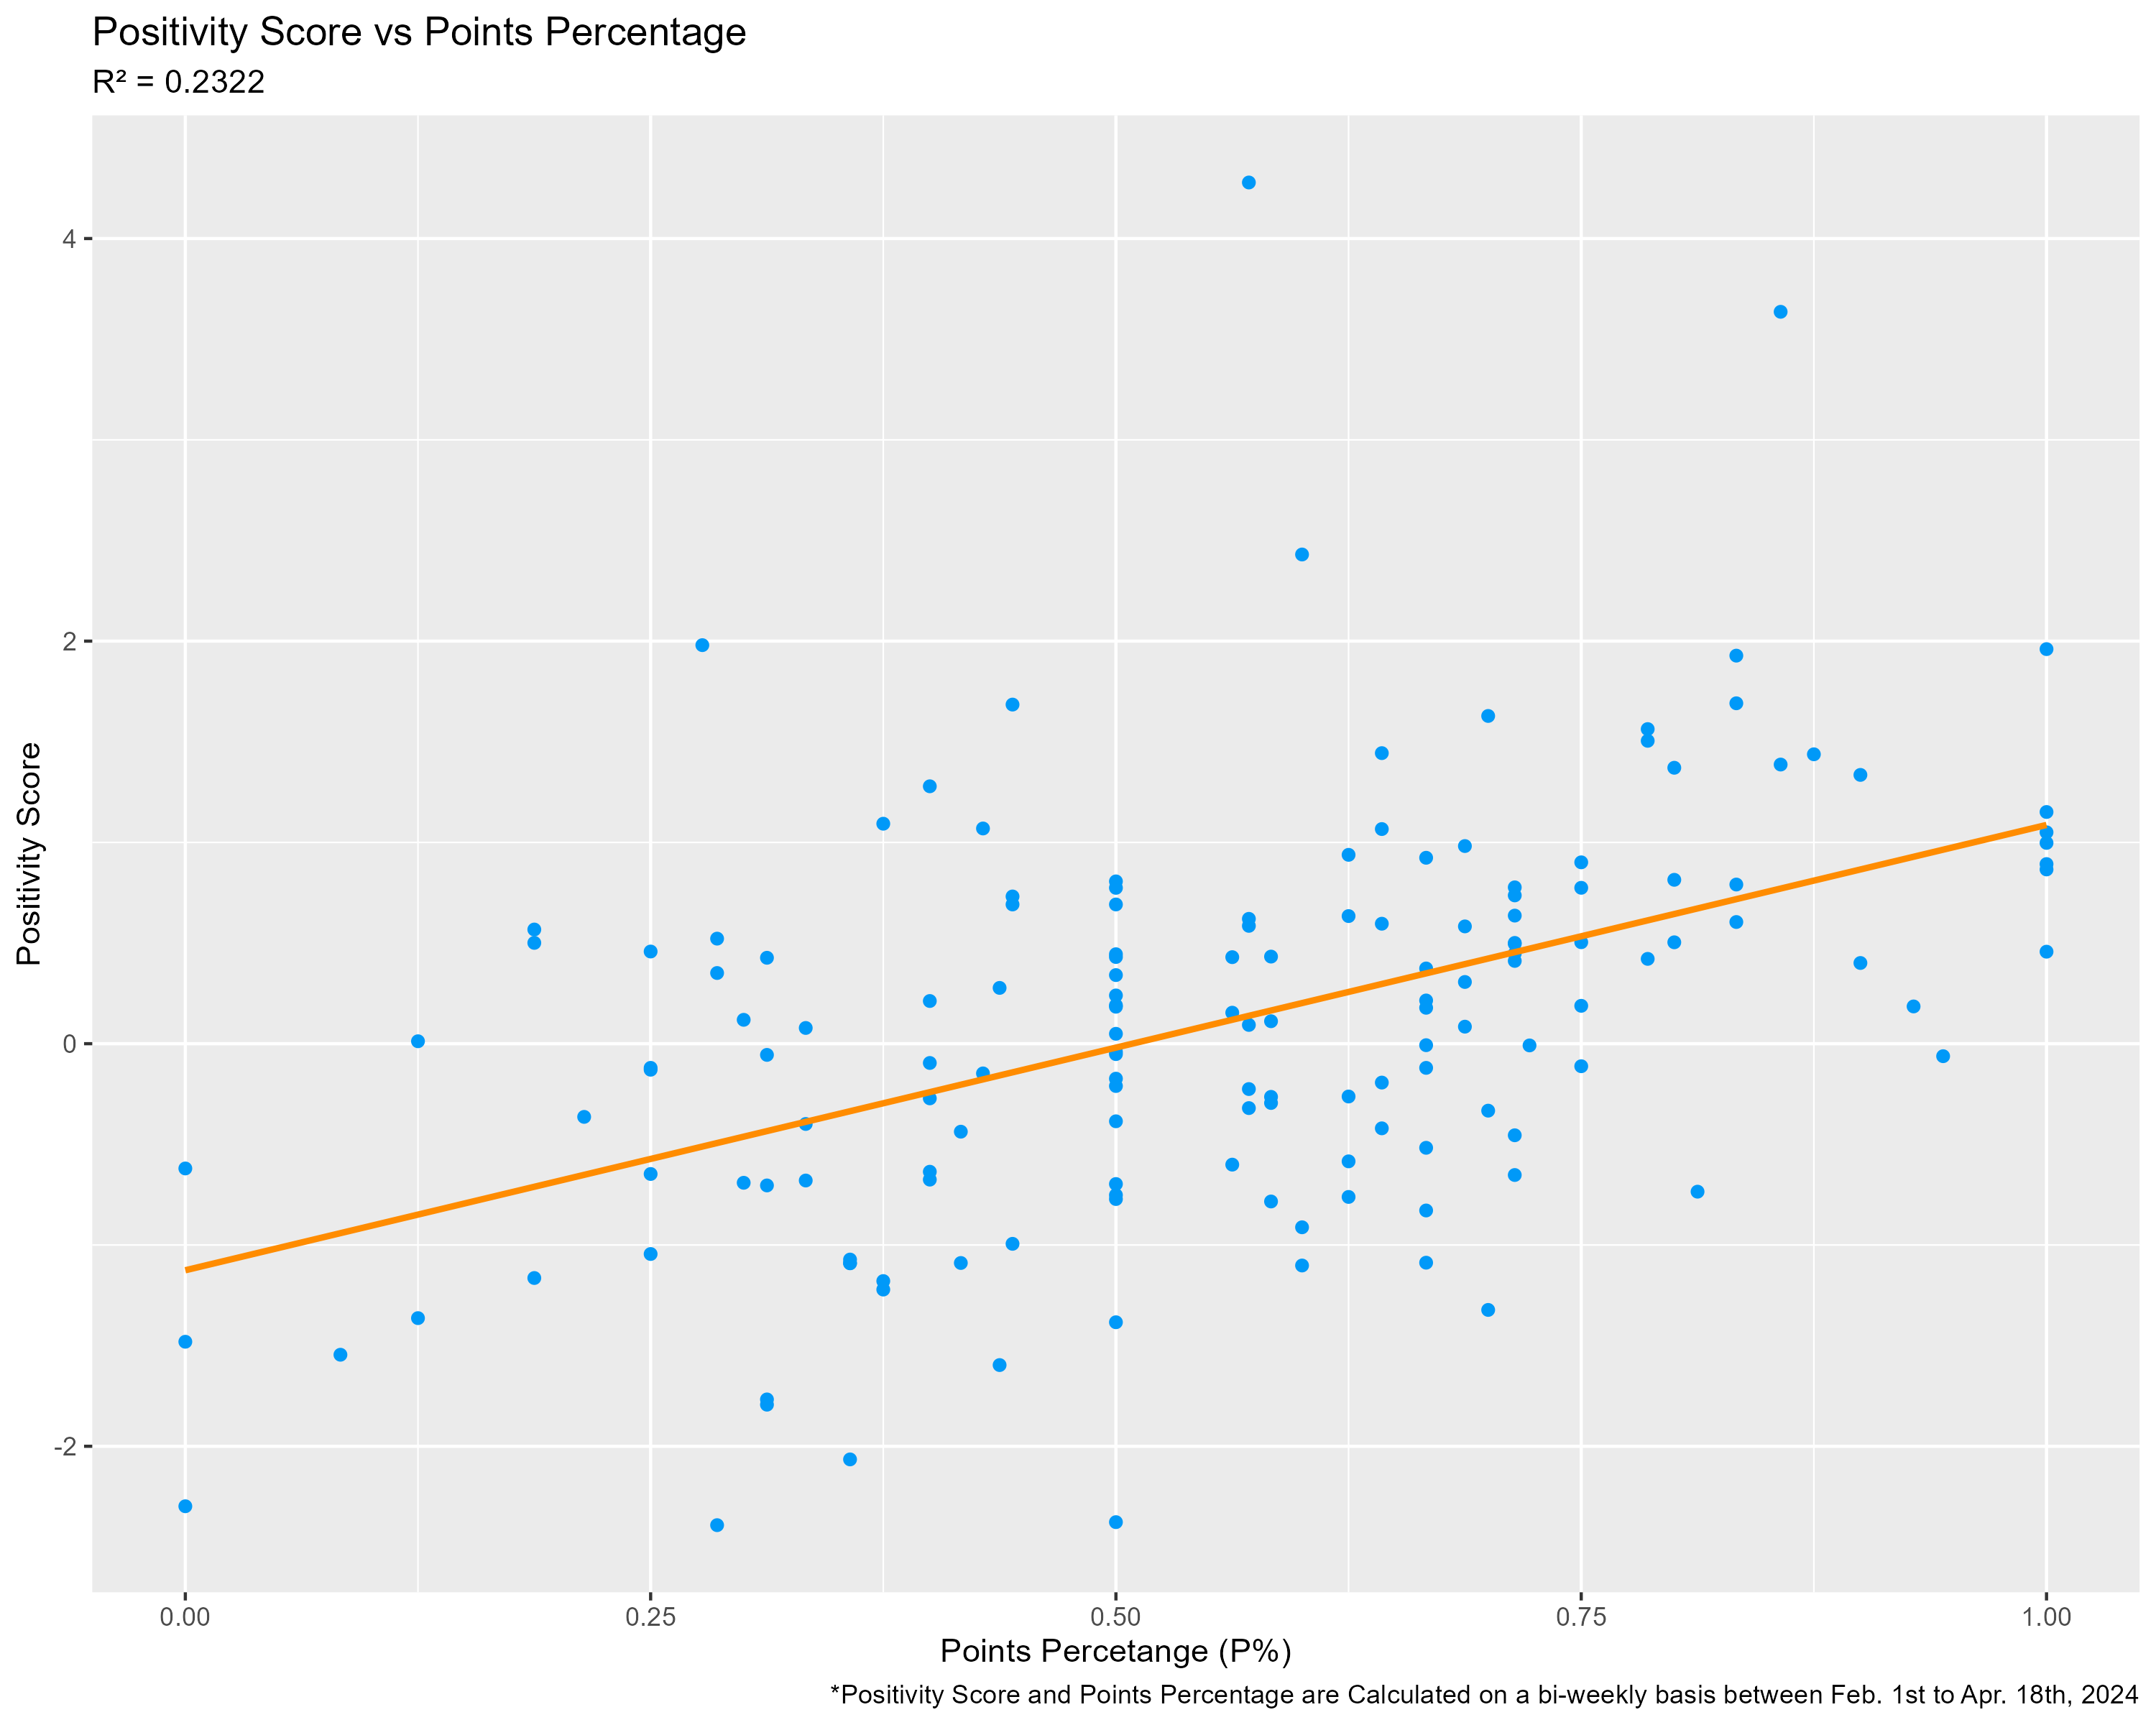 Positivity Score vs Points Percentage
R² = 0.2322
Positivity Score
4
2
0
-2
0.00 0.25 0.50 0.75 1.00
Points Percetange (P%)
*Positivity Score and Points Percentage are Calculated on a bi-weekly basis between Feb. 1st to Apr. 18th, 2024